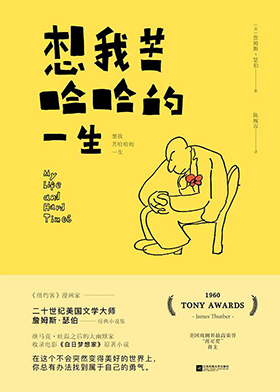 [美] 詹姆斯·瑟伯 著
陈婉容 译
想我苦
哈哈的
一生
想我
苦哈哈的
一生
My
Life
and
Hard
Times
《纽约客》漫画家
二十世纪美国文学大师
詹姆斯·瑟伯 经典小说集
继马克·吐温之后的大幽默家
收录电影《白日梦想家》原著小说
在这个不会突然变得美好的世界上，
你总有办法找到属于自己的勇气。
1960
TONY AWARDS
- James Thurber -
美国戏剧界最高荣誉
“托尼奖”
得主